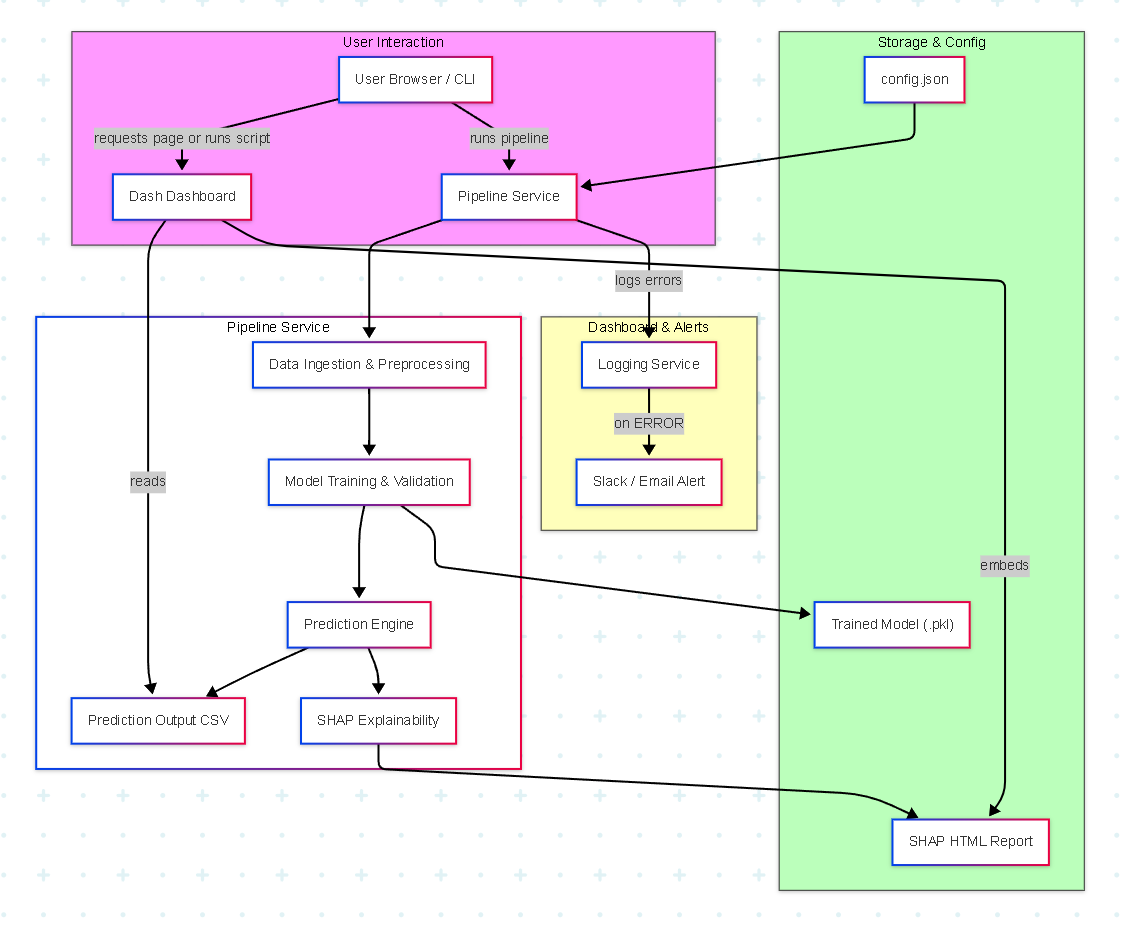 User Interaction
User Browser / CLI
requests page or runs script
runs pipeline
Dash Dashboard
Pipeline Service
Storage & Config
config.json
logs errors
Pipeline Service
Data Ingestion & Preprocessing
Model Training & Validation
reads
Prediction Engine
Prediction Output CSV
SHAP Explainability
Dashboard & Alerts
Logging Service
on ERROR
Slack / Email Alert
embeds
Trained Model (.pkl)
SHAP HTML Report